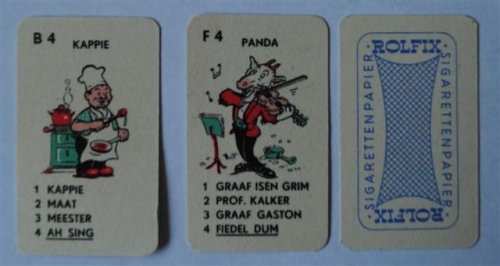 B 4 KAPPIE
1 KAPPIE
2 MAAT
3 MEESTER
4 AH SING
F 4 PANDA
1 GRAAF ISEN GRIM
2 PROF. KALKER
3 GRAAF GASTON
4 FIEDEL DUM
ROLFIX
SIGARETTENPAPIER
SIGARETTENPAPIER
ROLFIX